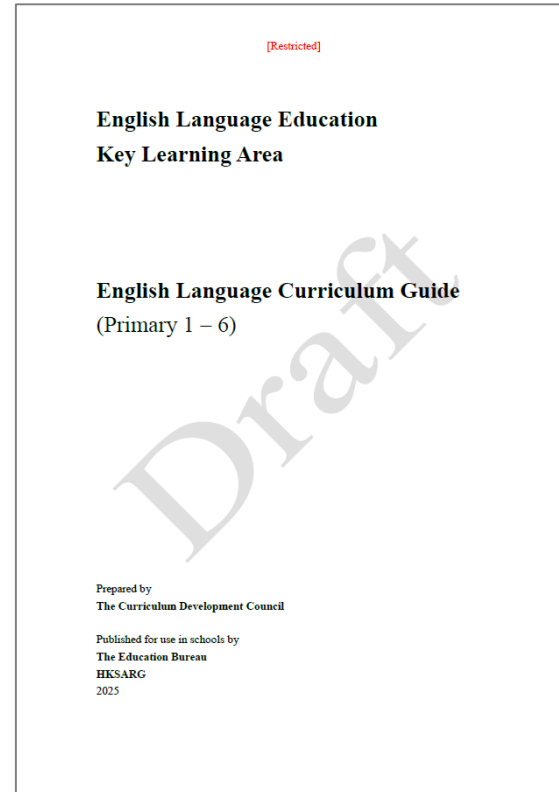 [Restricted]
English Language Education
Key Learning Area
English Language Curriculum Guide
(Primary 1 – 6)
Draft
Prepared by
The Curriculum Development Council
Published for use in schools by
The Education Bureau
HKSARG
2025